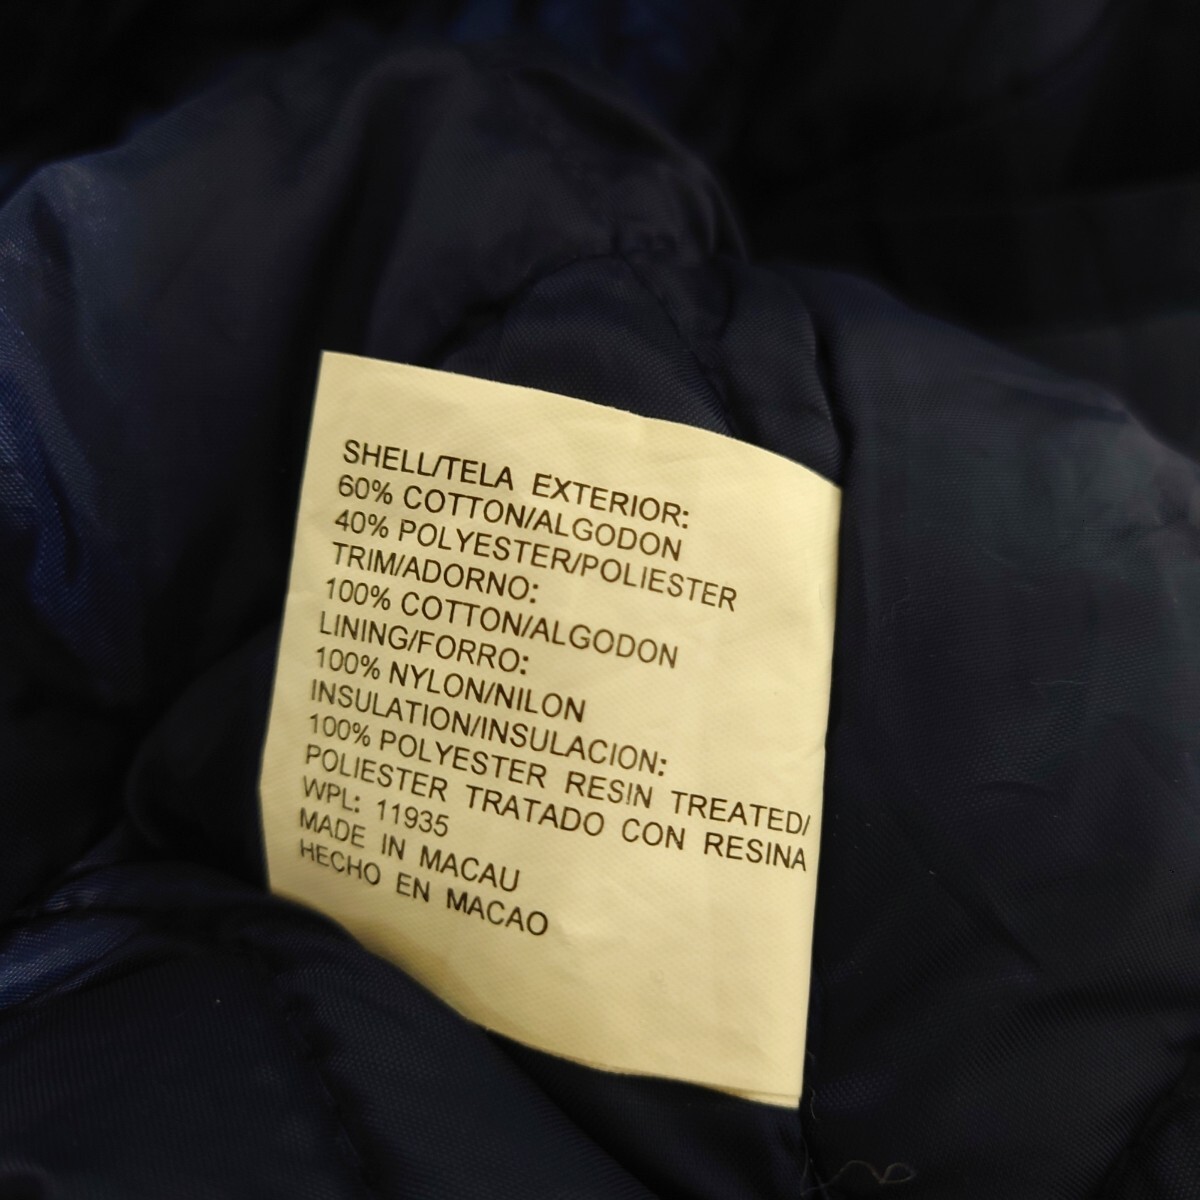 SHELL/TELA EXTERIOR:
60% COTTON/ALGODON
40% POLYESTER/POLIESTER
TRIM/ADORNO:
100% COTTON/ALGODON
LINING/FORRO:
100% NYLON/NILON
INSULATION/INSULACION:
100% POLYESTER RESIN TREATED/
POLIESTER TRATADO CON RESINA
WPL: 11935
MADE IN MACAU
HECHO EN MACAO